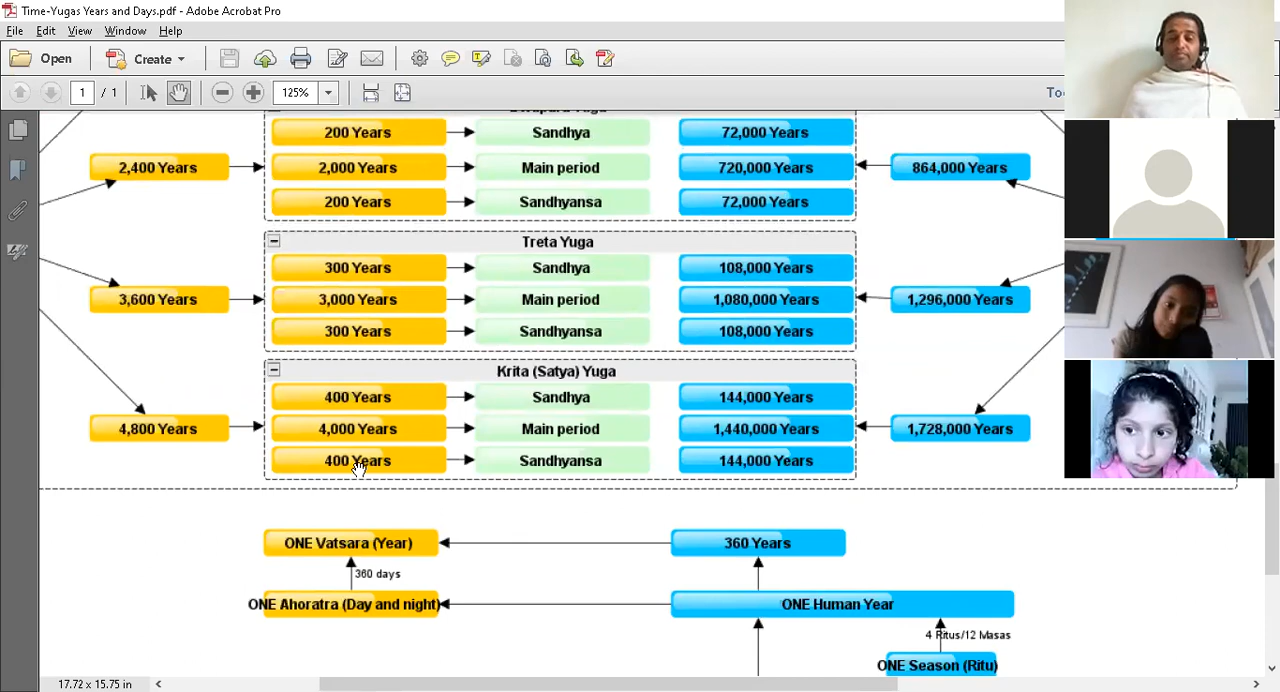 Time-Yugas Years and Days.pdf - Adobe Acrobat Pro
File Edit View Window Help
Open Create
1 / 1 125% To
Dwapara Yuga
200 Years Sandhya 72,000 Years
2,400 Years 2,000 Years Main period 720,000 Years 864,000 Years
200 Years Sandhyansa 72,000 Years
Treta Yuga
300 Years Sandhya 108,000 Years
3,600 Years 3,000 Years Main period 1,080,000 Years 1,296,000 Years
300 Years Sandhyansa 108,000 Years
Krita (Satya) Yuga
400 Years Sandhya 144,000 Years
4,800 Years 4,000 Years Main period 1,440,000 Years 1,728,000 Years
400 Years Sandhyansa 144,000 Years
ONE Vatsara (Year) 360 Years
360 days
ONE Ahoratra (Day and night) ONE Human Year
4 Ritus/12 Masas
ONE Season (Ritu)
17.72 x 15.75 in